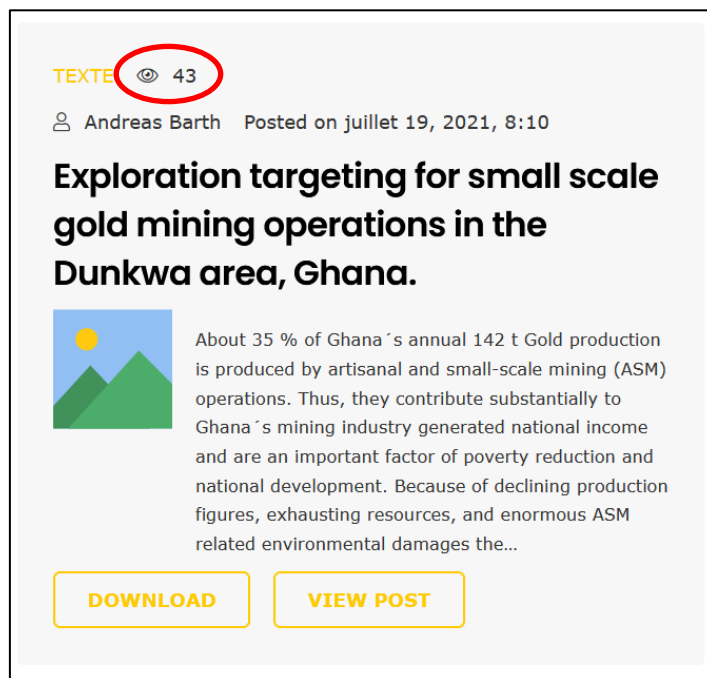 TEXTE 43
Andreas Barth Posted on juillet 19, 2021, 8:10
Exploration targeting for small scale
gold mining operations in the
Dunkwa area, Ghana.
About 35 % of Ghana´s annual 142 t Gold production
is produced by artisanal and small-scale mining (ASM)
operations. Thus, they contribute substantially to
Ghana´s mining industry generated national income
and are an important factor of poverty reduction and
national development. Because of declining production
figures, exhausting resources, and enormous ASM
related environmental damages the…
DOWNLOAD VIEW POST